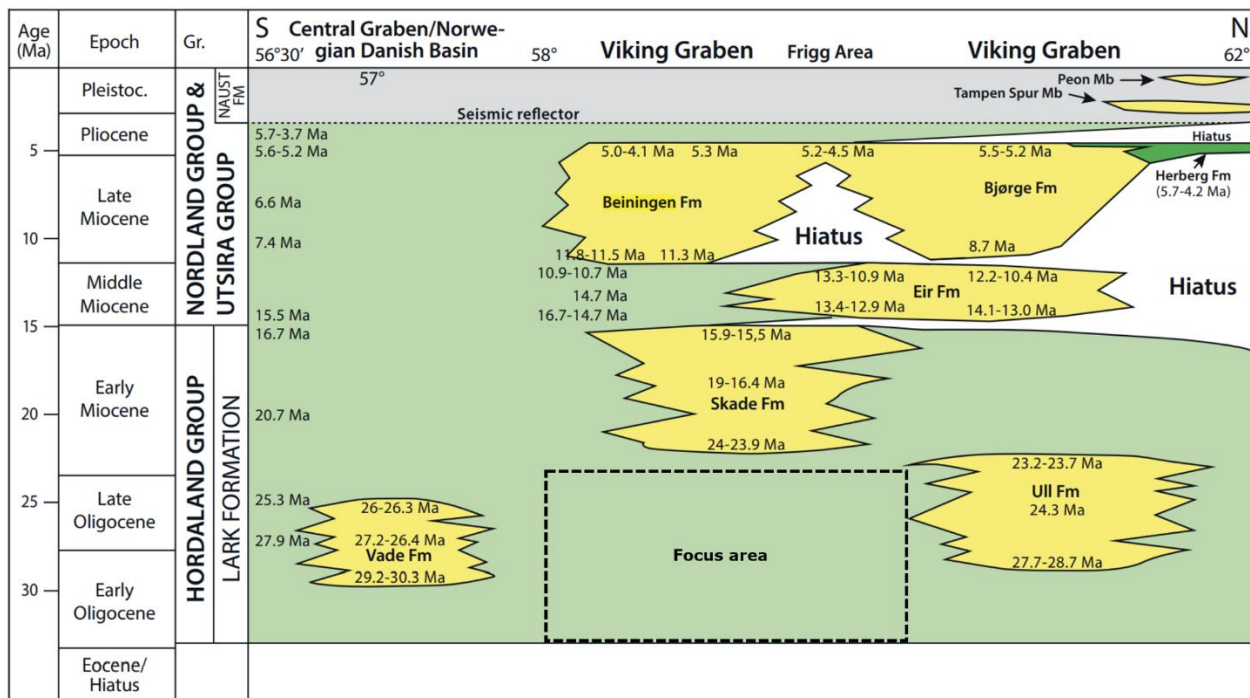 Age
(Ma)
Epoch
Gr.
S
56°30’
Central Graben/Norwe-
gian Danish Basin
58°
Viking Graben
Frigg Area
Viking Graben
N
62°
57°
Pleistoc.
Pliocene
5
Late
Miocene
10
Middle
Miocene
15
Early
Miocene
20
25
Late
Oligocene
30
Early
Oligocene
Eocene/
Hiatus
NORDLAND GROUP &
UTSIRA GROUP
NAUST
FM
HORDALAND GROUP
LARK FORMATION
Peon Mb
Tampen Spur Mb
Seismic reflector
Hiatus
5.7-3.7 Ma
5.6-5.2 Ma
6.6 Ma
7.4 Ma
15.5 Ma
16.7 Ma
20.7 Ma
25.3 Ma
27.9 Ma
5.0-4.1 Ma
5.3 Ma
5.2-4.5 Ma
5.5-5.2 Ma
Herberg Fm
(5.7-4.2 Ma)
Beiningen Fm
Bjørge Fm
Hiatus
8.7 Ma
11.8-11.5 Ma
11.3 Ma
10.9-10.7 Ma
14.7 Ma
16.7-14.7 Ma
13.3-10.9 Ma
12.2-10.4 Ma
Eir Fm
13.4-12.9 Ma
14.1-13.0 Ma
Hiatus
15.9-15,5 Ma
19-16.4 Ma
Skade Fm
24-23.9 Ma
23.2-23.7 Ma
Ull Fm
24.3 Ma
27.7-28.7 Ma
26-26.3 Ma
27.2-26.4 Ma
Vade Fm
29.2-30.3 Ma
Focus area